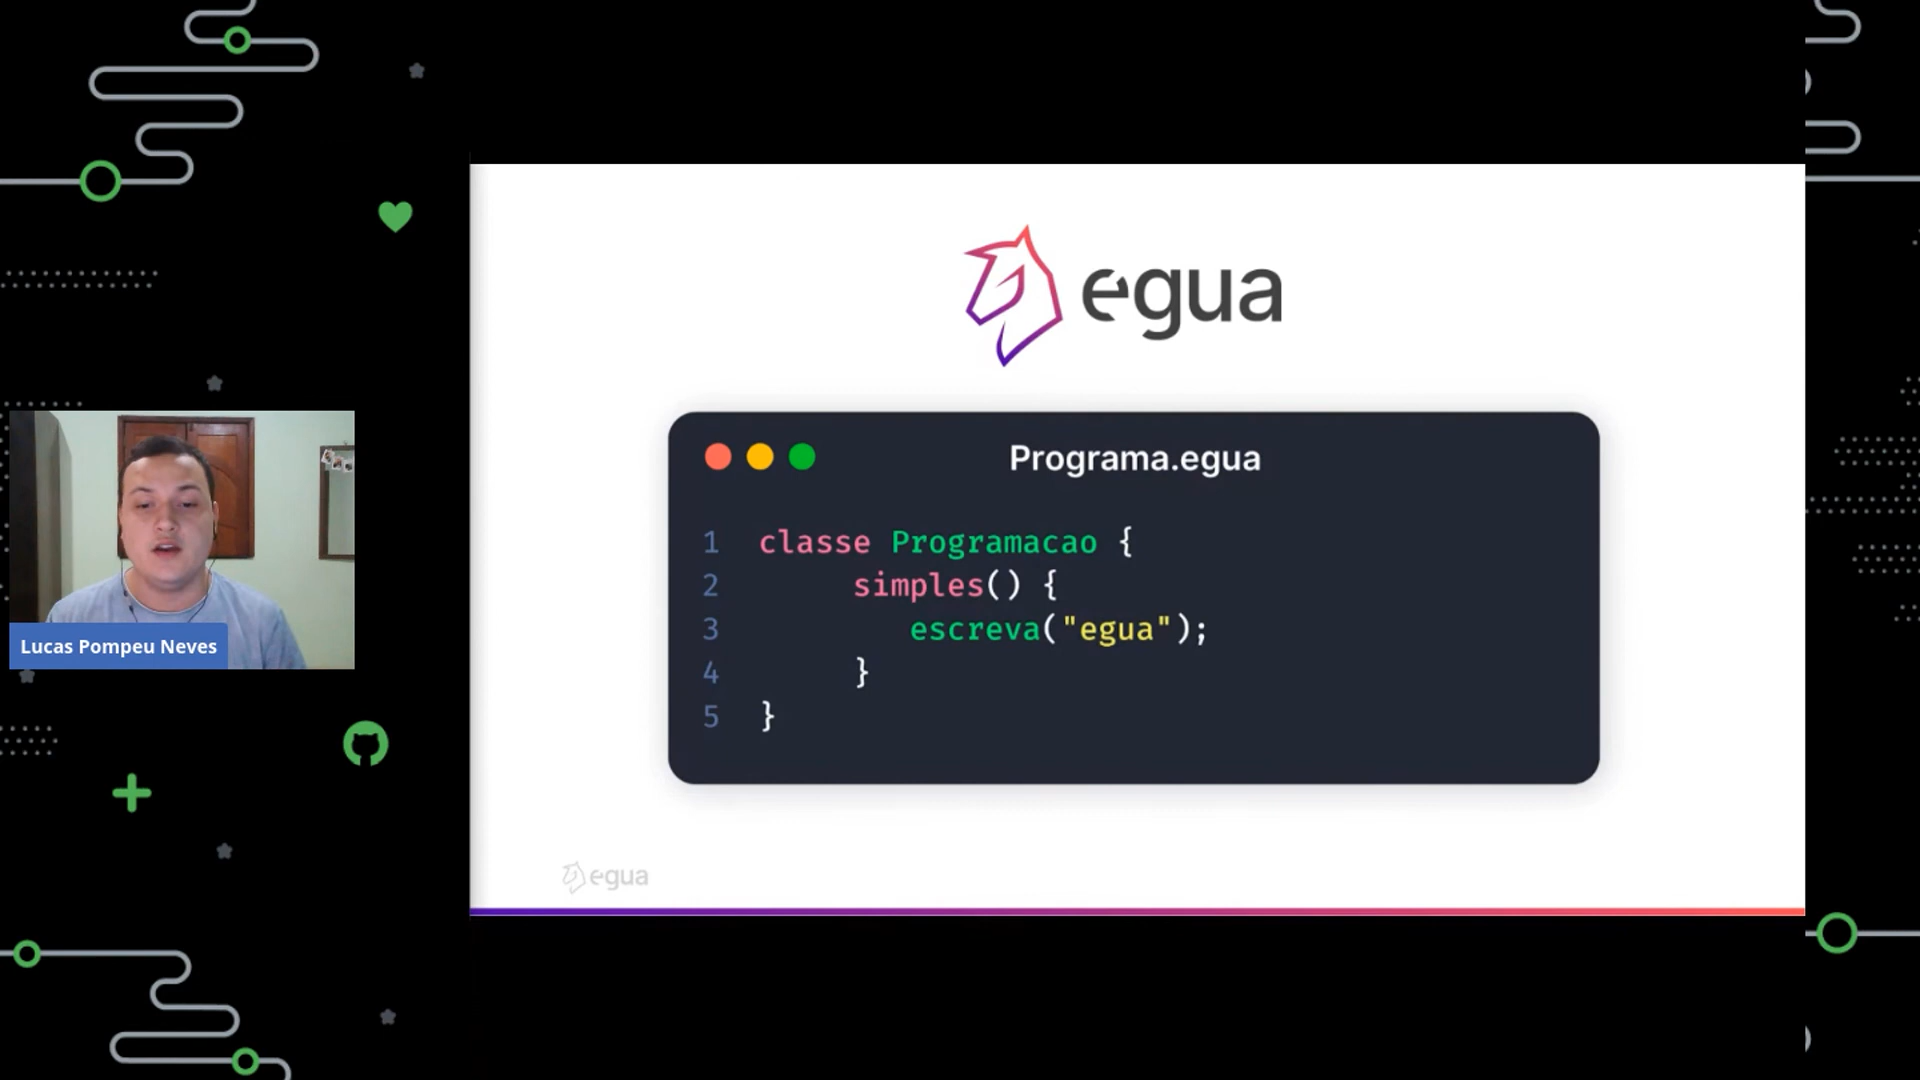 egua
Programa.egua
1 classe Programacao {
2 simples() {
3 escreva("egua");
4 }
5 }
egua
Lucas Pompeu Neves